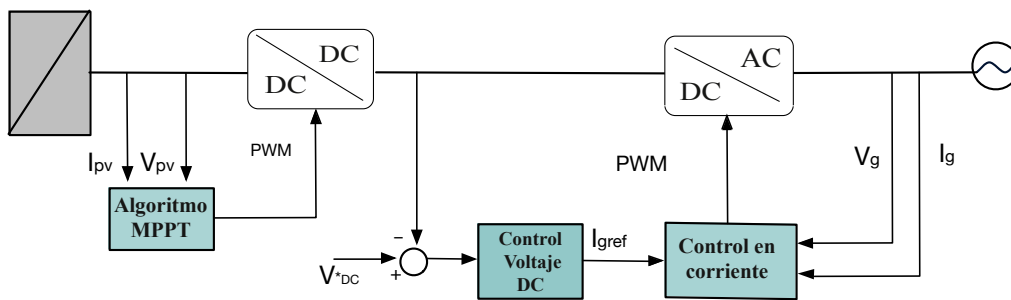 DC
DC
AC
DC
Ipv
Vpv
PWM
PWM
Vg
Ig
Algoritmo
MPPT
−
+
V*DC
Control
Voltaje
DC
Igref
Control en
corriente